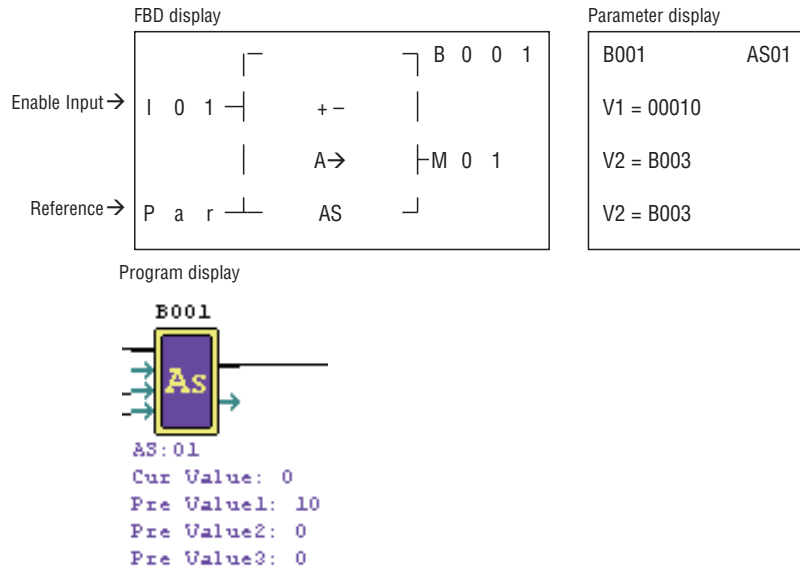 FBD display
Parameter display
B 0 0 1
Enable Input →
I 0 1
+ –
A→
M 0 1
Reference →
P a r
AS
B001 AS01
V1 = 00010
V2 = B003
V2 = B003
Program display
B001
As
AS:01
Cur Value: 0
Pre Value1: 10
Pre Value2: 0
Pre Value3: 0